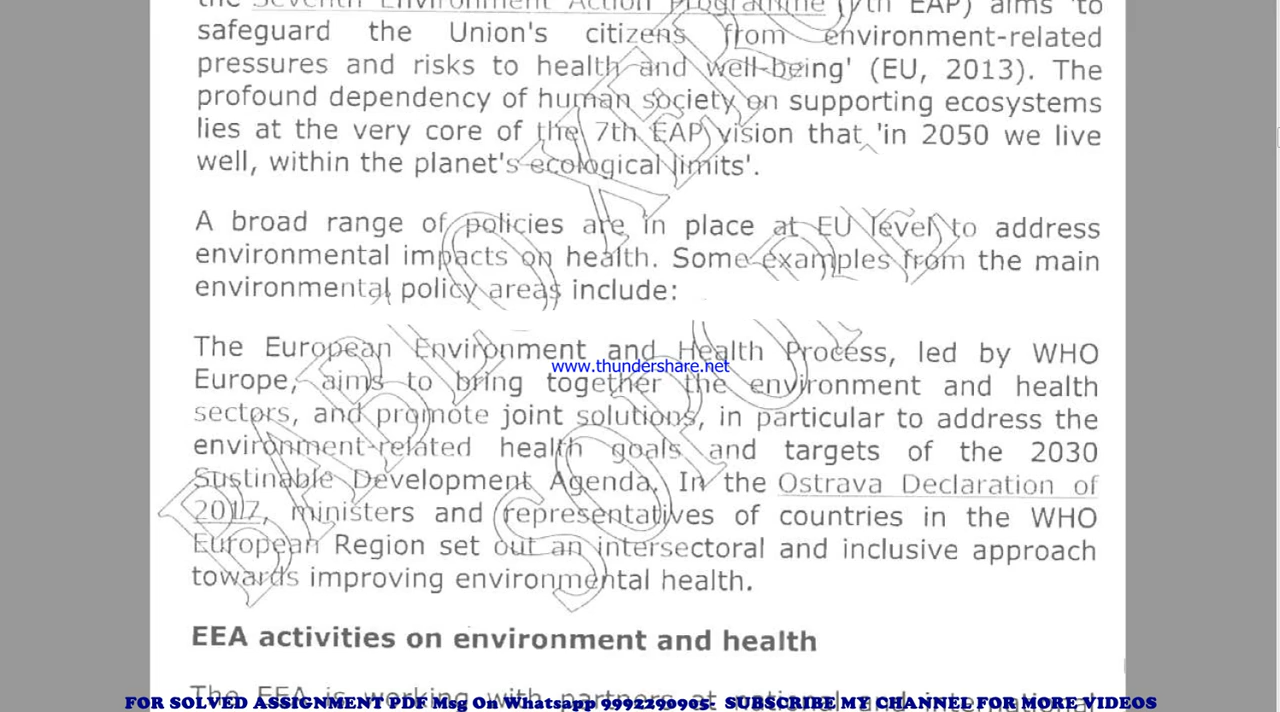 the Seventh Environment Action Programme (7th EAP) aims 'to
safeguard the Union's citizens from environment-related
pressures and risks to health and well-being' (EU, 2013). The
profound dependency of human society on supporting ecosystems
lies at the very core of the 7th EAP vision that 'in 2050 we live
well, within the planet's ecological limits'.
A broad range of policies are in place at EU level to address
environmental impacts on health. Some examples from the main
environmental policy areas include:
The European Environment and Health Process, led by WHO
www.thundershare.net
Europe, aims to bring together the environment and health
sectors, and promote joint solutions, in particular to address the
environment-related health goals and targets of the 2030
Sustinable Development Agenda. In the Ostrava Declaration of
2017, ministers and representatives of countries in the WHO
European Region set out an intersectoral and inclusive approach
towards improving environmental health.
EEA activities on environment and health
The EEA is working with partners at national and international
FOR SOLVED ASSIGNMENT PDF Msg On Whatsapp 9992290905- SUBSCRIBE MY CHANNEL FOR MORE VIDEOS